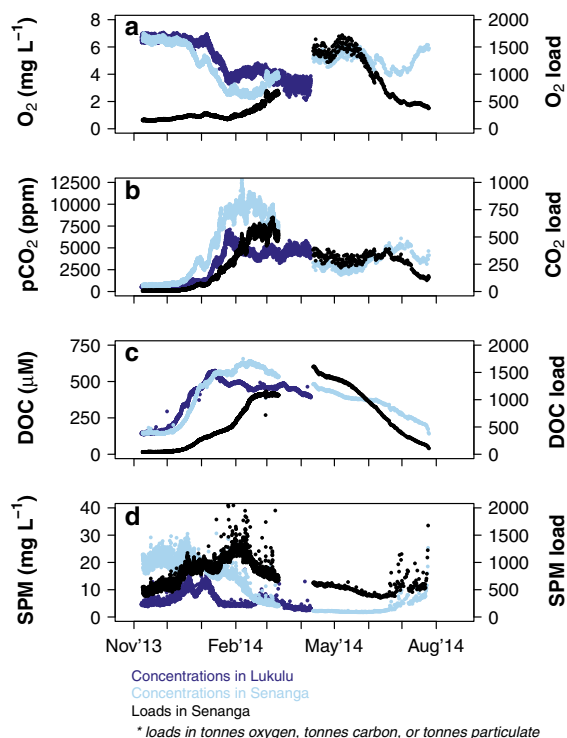 a
O₂ (mg L⁻¹)
8
6
4
2
0
2000
1500
1000
500
0
O₂ load
b
pCO₂ (ppm)
12500
10000
7500
5000
2500
0
1000
750
500
250
0
CO₂ load
c
DOC (µM)
750
500
250
0
2000
1500
1000
500
0
DOC load
d
SPM (mg L⁻¹)
40
30
20
10
0
2000
1500
1000
500
0
SPM load
Nov'13 Feb'14 May'14 Aug'14
Concentrations in Lukulu
Concentrations in Senanga
Loads in Senanga
* loads in tonnes oxygen, tonnes carbon, or tonnes particulate